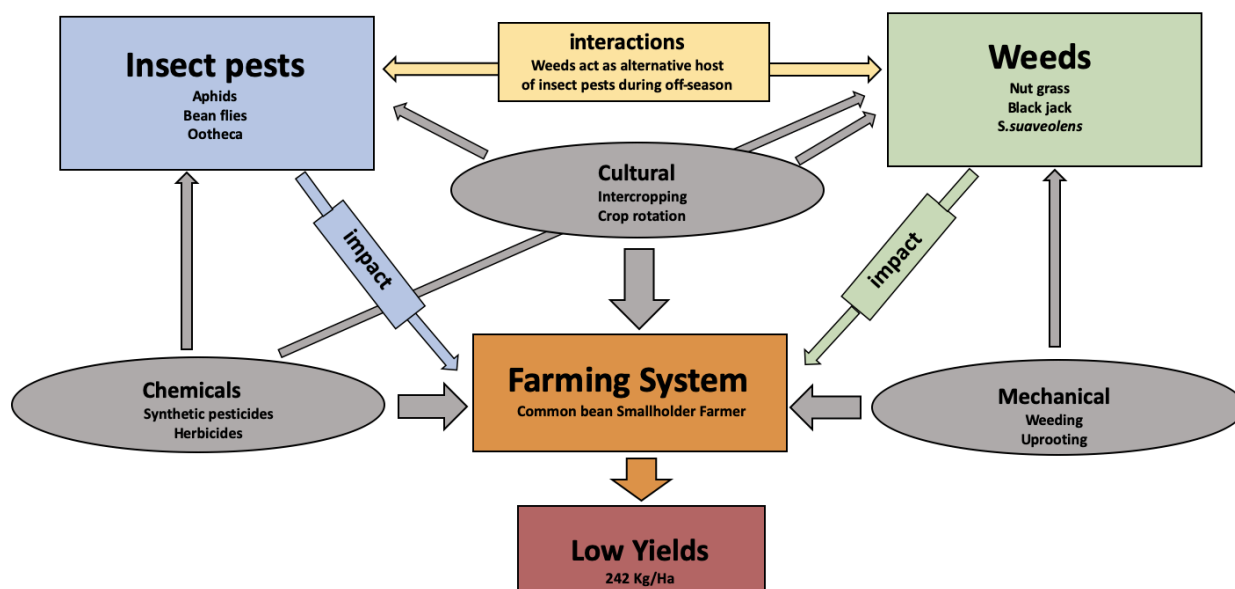 Insect pests
Aphids
Bean flies
Ootheca
interactions
Weeds act as alternative host
of insect pests during off-season
Weeds
Nut grass
Black jack
S.suaveolens
Cultural
Intercropping
Crop rotation
impact
impact
Chemicals
Synthetic pesticides
Herbicides
Farming System
Common bean Smallholder Farmer
Mechanical
Weeding
Uprooting
Low Yields
242 Kg/Ha